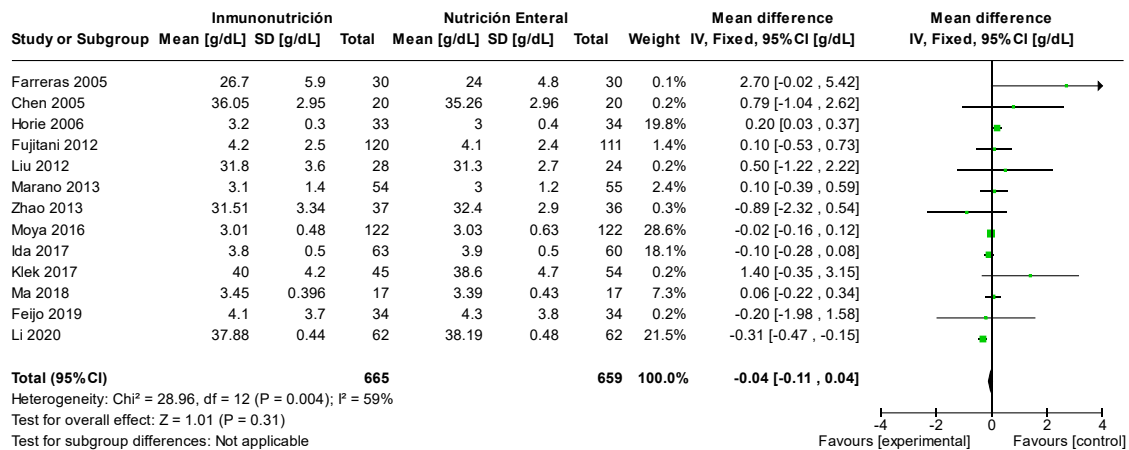 Inmunonutrición Nutrición Enteral Mean difference Mean difference
Study or Subgroup Mean [g/dL] SD [g/dL] Total Mean [g/dL] SD [g/dL] Total Weight IV, Fixed, 95%CI [g/dL] IV, Fixed, 95%CI [g/dL]
Farreras 2005 26.7 5.9 30 24 4.8 30 0.1% 2.70 [-0.02 , 5.42]
Chen 2005 36.05 2.95 20 35.26 2.96 20 0.2% 0.79 [-1.04 , 2.62]
Horie 2006 3.2 0.3 33 3 0.4 34 19.8% 0.20 [0.03 , 0.37]
Fujitani 2012 4.2 2.5 120 4.1 2.4 111 1.4% 0.10 [-0.53 , 0.73]
Liu 2012 31.8 3.6 28 31.3 2.7 24 0.2% 0.50 [-1.22 , 2.22]
Marano 2013 3.1 1.4 54 3 1.2 55 2.4% 0.10 [-0.39 , 0.59]
Zhao 2013 31.51 3.34 37 32.4 2.9 36 0.3% -0.89 [-2.32 , 0.54]
Moya 2016 3.01 0.48 122 3.03 0.63 122 28.6% -0.02 [-0.16 , 0.12]
Ida 2017 3.8 0.5 63 3.9 0.5 60 18.1% -0.10 [-0.28 , 0.08]
Klek 2017 40 4.2 45 38.6 4.7 54 0.2% 1.40 [-0.35 , 3.15]
Ma 2018 3.45 0.396 17 3.39 0.43 17 7.3% 0.06 [-0.22 , 0.34]
Feijo 2019 4.1 3.7 34 4.3 3.8 34 0.2% -0.20 [-1.98 , 1.58]
Li 2020 37.88 0.44 62 38.19 0.48 62 21.5% -0.31 [-0.47 , -0.15]
Total (95%CI) 665 659 100.0% -0.04 [-0.11 , 0.04]
Heterogeneity: Chi² = 28.96, df = 12 (P = 0.004); I² = 59%
Test for overall effect: Z = 1.01 (P = 0.31)
Test for subgroup differences: Not applicable
-4 -2 0 2 4
Favours [experimental] Favours [control]